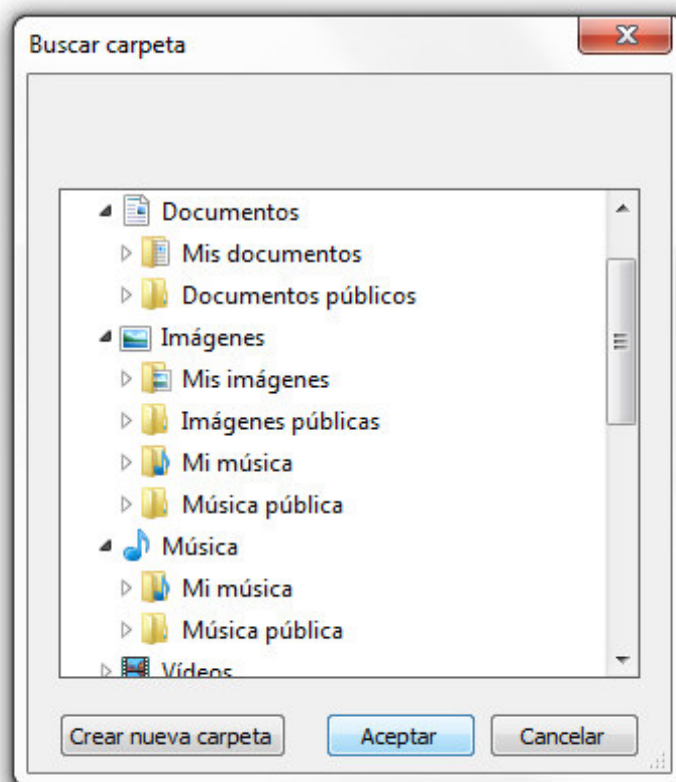 Buscar carpeta
Documentos
Mis documentos
Documentos públicos
Imágenes
Mis imágenes
Imágenes públicas
Mi música
Música pública
Música
Mi música
Música pública
Vídeos
Crear nueva carpeta Aceptar Cancelar